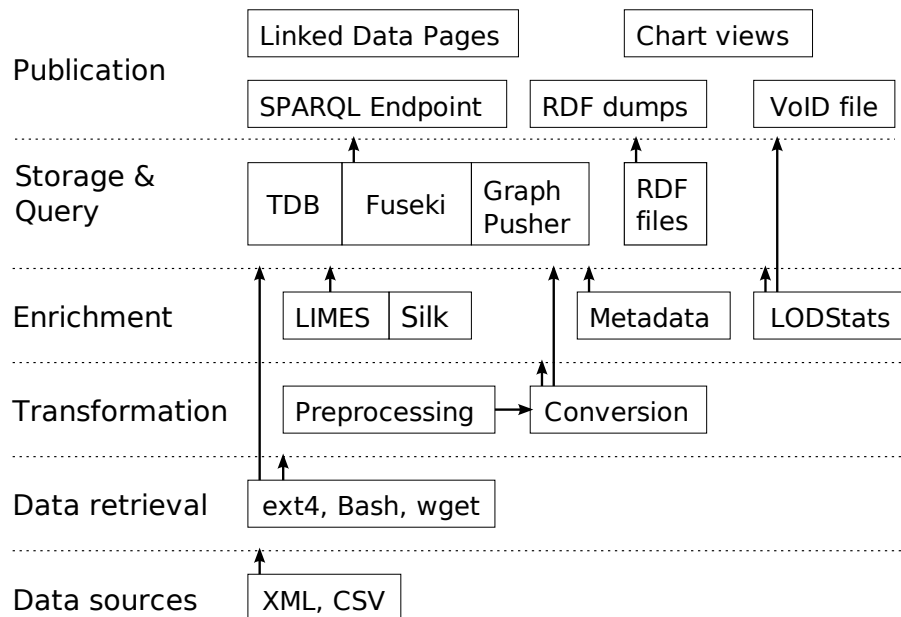 Publication
Linked Data Pages
Chart views
SPARQL Endpoint
RDF dumps
VoID file
Storage &
Query
TDB
Fuseki
Graph
Pusher
RDF
files
Enrichment
LIMES
Silk
Metadata
LODStats
Transformation
Preprocessing
Conversion
Data retrieval
ext4, Bash, wget
Data sources
XML, CSV